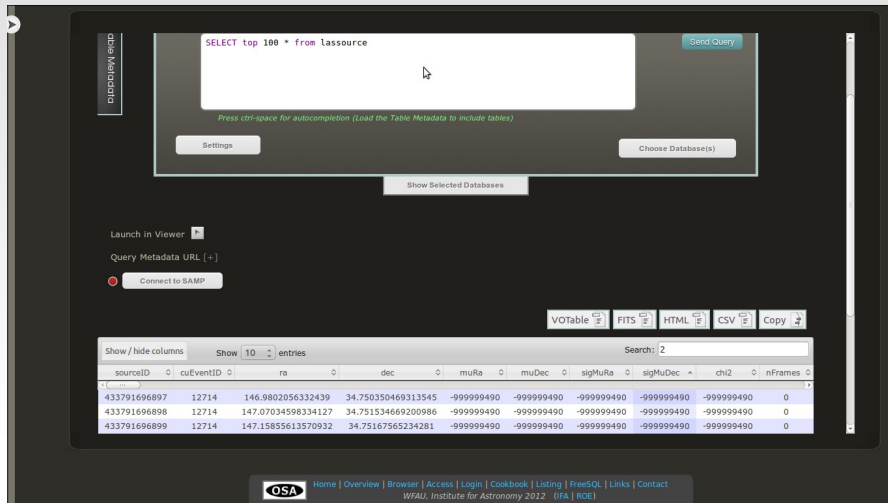 able Metadata
SELECT top 100 * from lassource
Send Query
Press ctrl-space for autocompletion (Load the Table Metadata to include tables)
Settings
Choose Database(s)
Show Selected Databases
Launch in Viewer
Query Metadata URL [+]
Connect to SAMP
VOTable FITS HTML CSV Copy
Show / hide columns Show 10 entries Search: 2
sourceID cuEventID ra dec muRa muDec sigMuRa sigMuDec chi2 nFrames
433791696897 12714 146.9802056332439 34.750350469313545 -999999490 -999999490 -999999490 -999999490 -999999490 0
433791696898 12714 147.07034598334127 34.751534669200986 -999999490 -999999490 -999999490 -999999490 -999999490 0
433791696899 12714 147.15855613570932 34.75167565234281 -999999490 -999999490 -999999490 -999999490 -999999490 0
OSA Home | Overview | Browser | Access | Login | Cookbook | Listing | FreeSQL | Links | Contact
WFAU, Institute for Astronomy 2012 (IFA | ROE)